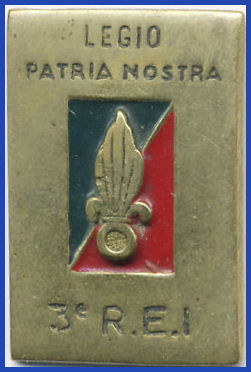 LEGIO
PATRIA NOSTRA
3e R.E.I